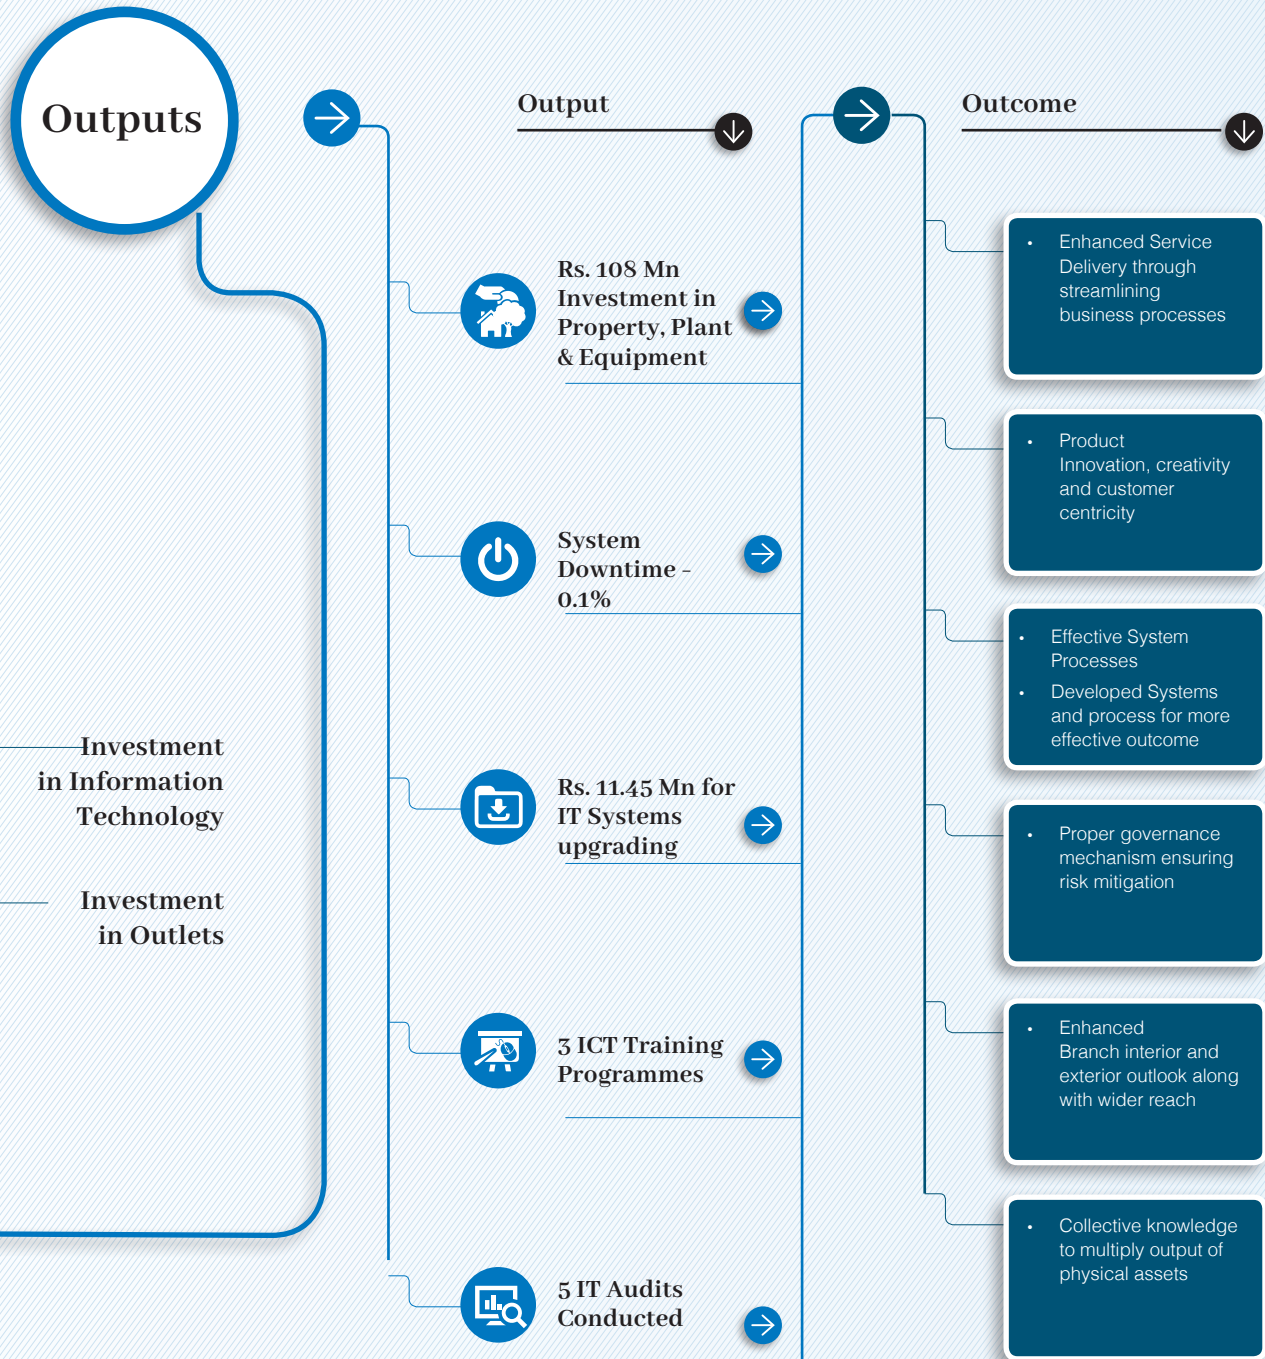 Outputs
Investment
in Information
Technology
Investment
in Outlets
Output
Rs. 108 Mn
Investment in
Property, Plant
& Equipment
System
Downtime -
0.1%
Rs. 11.45 Mn for
IT Systems
upgrading
3 ICT Training
Programmes
5 IT Audits
Conducted
Outcome
• Enhanced Service
Delivery through
streamlining
business processes
• Product
Innovation, creativity
and customer
centricity
• Effective System
Processes
• Developed Systems
and process for more
effective outcome
• Proper governance
mechanism ensuring
risk mitigation
• Enhanced
Branch interior and
exterior outlook along
with wider reach
• Collective knowledge
to multiply output of
physical assets